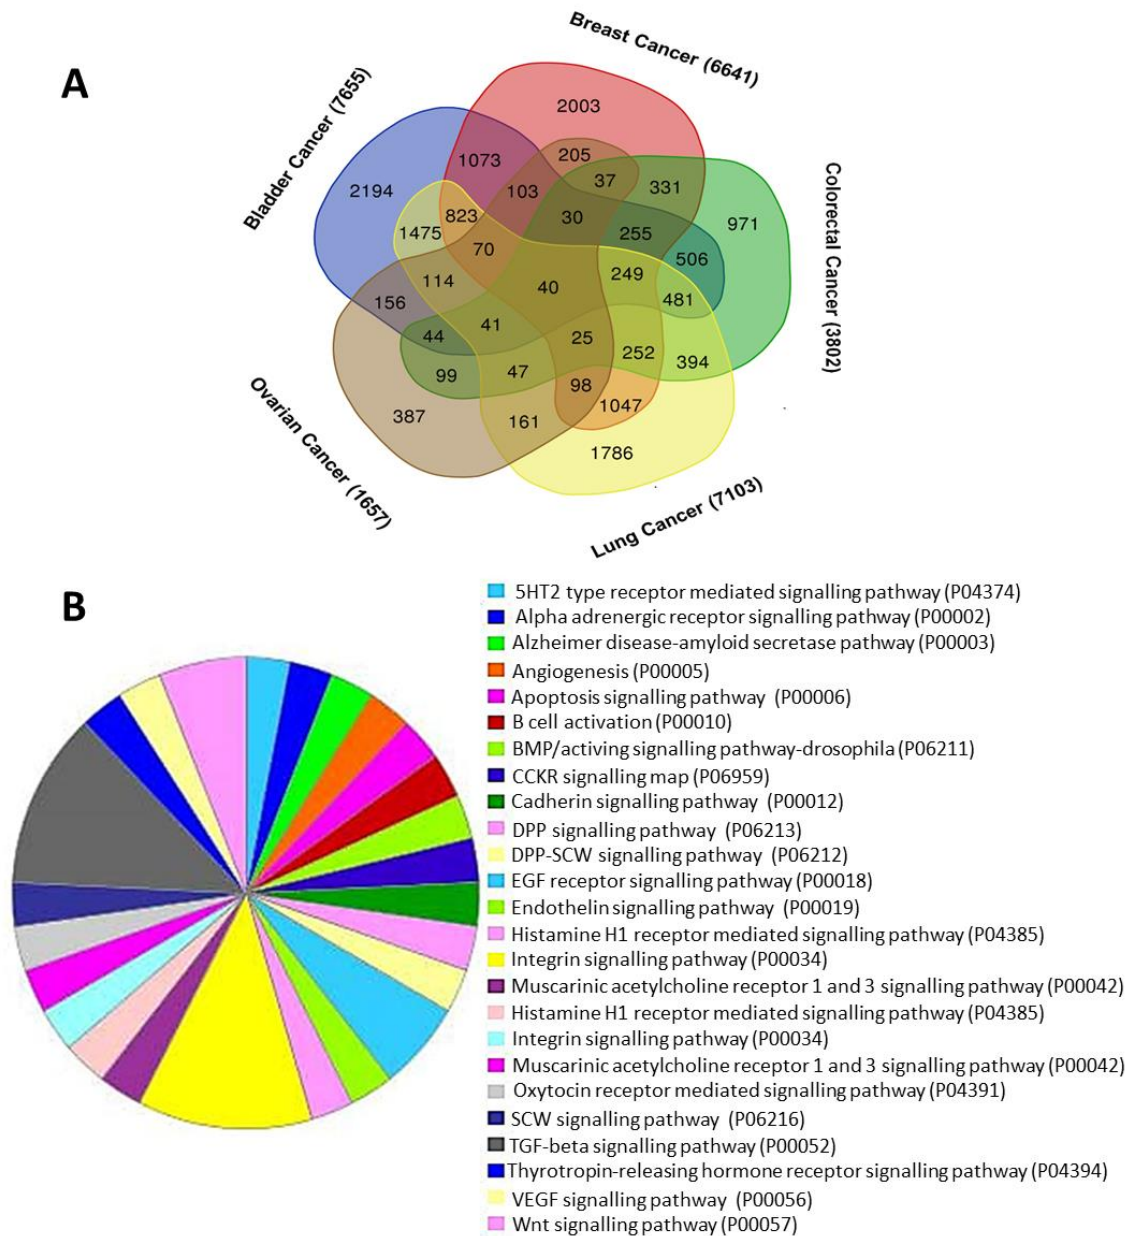 A
Breast Cancer (6641)
Bladder Cancer (7655)
Colorectal Cancer (3802)
Ovarian Cancer (1657)
Lung Cancer (7103)
2003
1073
205
2194
103
37
331
823
30
971
1475
255
70
506
249
114
40
481
156
41
44
25
252
394
99
47
98
387
161
1047
1786
B
5HT2 type receptor mediated signalling pathway (P04374)
Alpha adrenergic receptor signalling pathway (P00002)
Alzheimer disease-amyloid secretase pathway (P00003)
Angiogenesis (P00005)
Apoptosis signalling pathway (P00006)
B cell activation (P00010)
BMP/activing signalling pathway-drosophila (P06211)
CCKR signalling map (P06959)
Cadherin signalling pathway (P00012)
DPP signalling pathway (P06213)
DPP-SCW signalling pathway (P06212)
EGF receptor signalling pathway (P00018)
Endothelin signalling pathway (P00019)
Histamine H1 receptor mediated signalling pathway (P04385)
Integrin signalling pathway (P00034)
Muscarinic acetylcholine receptor 1 and 3 signalling pathway (P00042)
Histamine H1 receptor mediated signalling pathway (P04385)
Integrin signalling pathway (P00034)
Muscarinic acetylcholine receptor 1 and 3 signalling pathway (P00042)
Oxytocin receptor mediated signalling pathway (P04391)
SCW signalling pathway (P06216)
TGF-beta signalling pathway (P00052)
Thyrotropin-releasing hormone receptor signalling pathway (P04394)
VEGF signalling pathway (P00056)
Wnt signalling pathway (P00057)